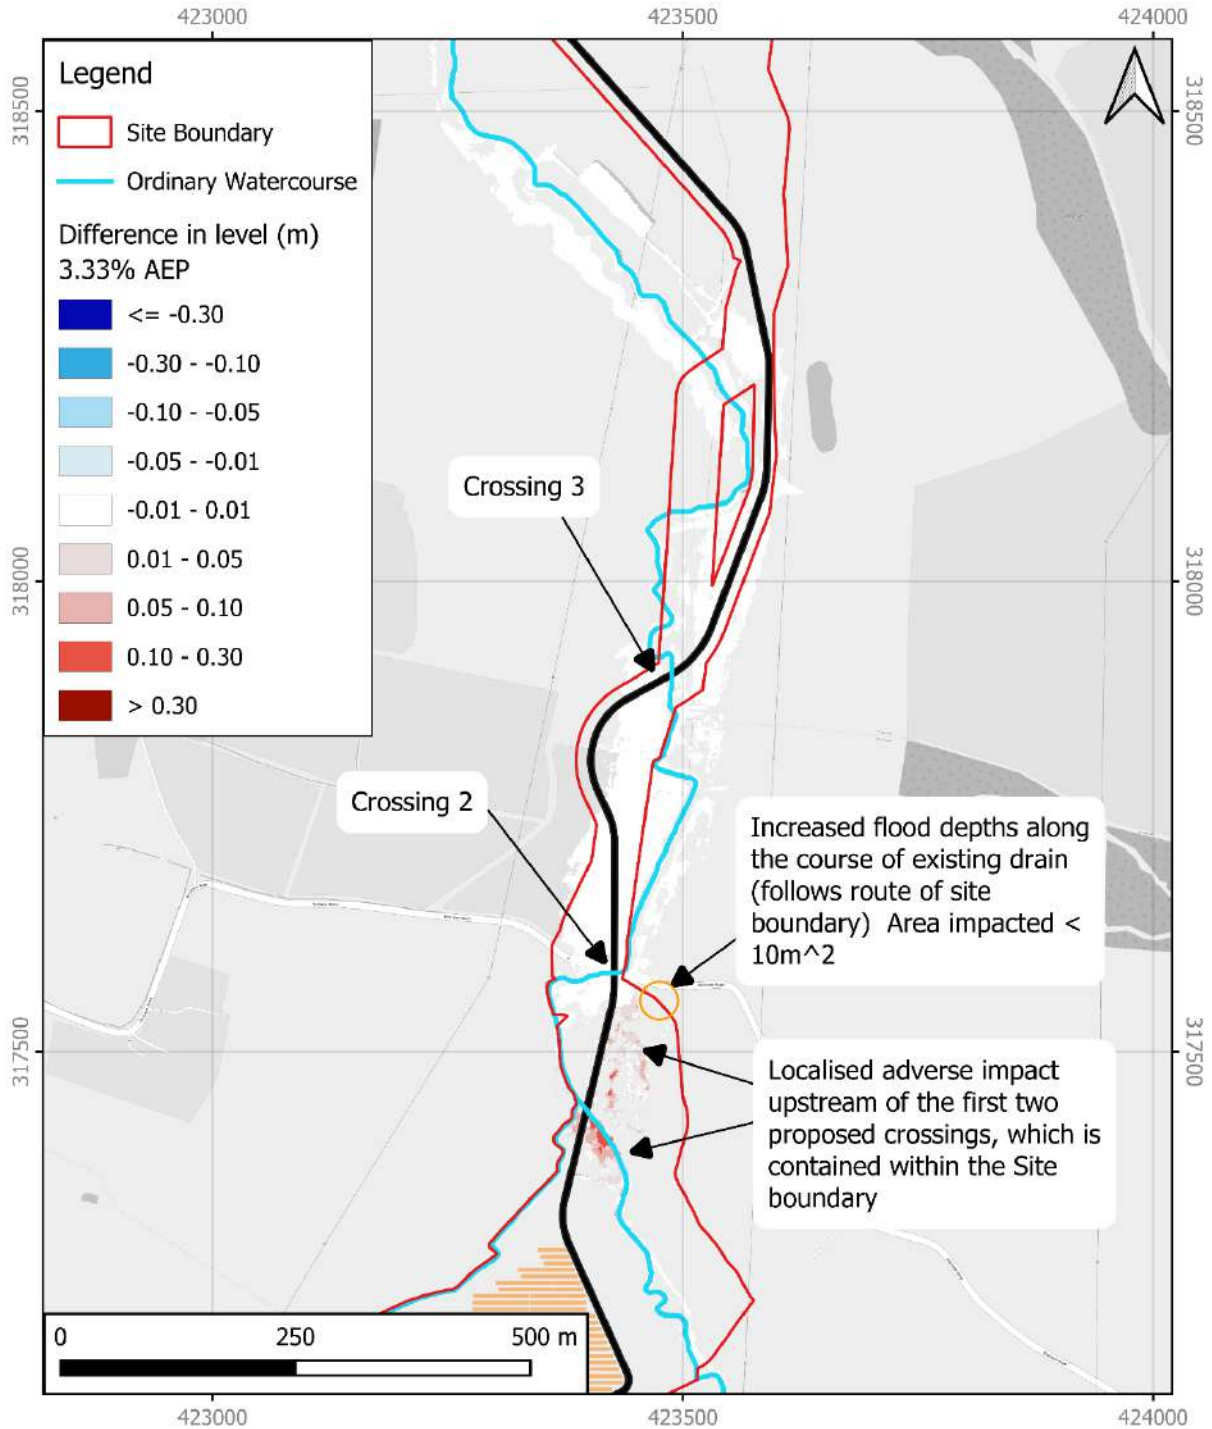 423000
423500
424000
318500
318500
Legend
Site Boundary
Ordinary Watercourse
Difference in level (m)
3.33% AEP
<= -0.30
-0.30 - -0.10
-0.10 - -0.05
-0.05 - -0.01
-0.01 - 0.01
0.01 - 0.05
0.05 - 0.10
0.10 - 0.30
> 0.30
Crossing 3
318000
318000
Crossing 2
Increased flood depths along
the course of existing drain
(follows route of site
boundary) Area impacted <
10m^2
317500
317500
Localised adverse impact
upstream of the first two
proposed crossings, which is
contained within the Site
boundary
0
250
500 m
423000
423500
424000